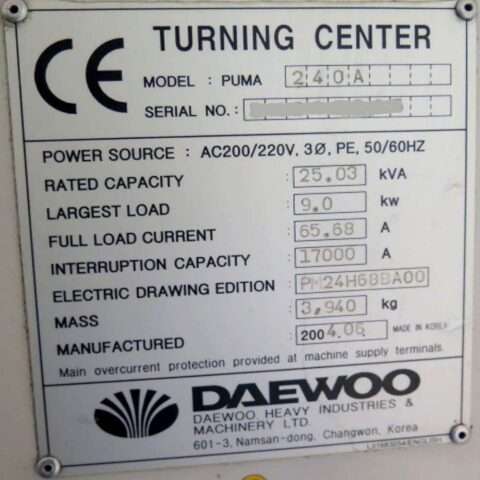 CE
TURNING CENTER
MODEL : PUMA 240A
SERIAL NO. :
POWER SOURCE : AC200/220V, 3Ø, PE, 50/60HZ
RATED CAPACITY : 25.03 kVA
LARGEST LOAD : 9.0 kw
FULL LOAD CURRENT : 65.68 A
INTERRUPTION CAPACITY : 17000 A
ELECTRIC DRAWING EDITION : PM24H68BA00
MASS : 3,940 kg
MANUFACTURED : 2004.06 MADE IN KOREA
Main overcurrent protection provided at machine supply terminals.
DAEWOO
DAEWOO HEAVY INDUSTRIES &
MACHINERY LTD.
601-3, Namsan-dong, Changwon, Korea